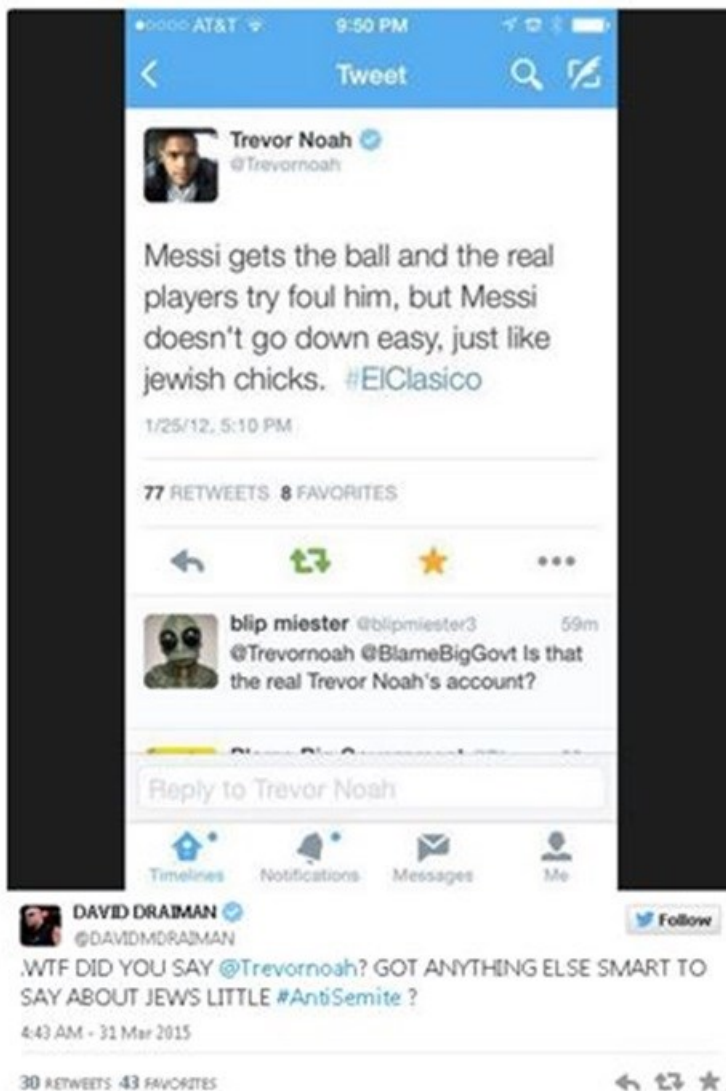 AT&T 9:50 PM
Tweet
Trevor Noah
@Trevornoah
Messi gets the ball and the real
players try foul him, but Messi
doesn't go down easy, just like
jewish chicks. #ElClasico
1/25/12, 5:10 PM
77 RETWEETS 8 FAVORITES
blip miester @blipmiester3 59m
@Trevornoah @BlameBigGovt Is that
the real Trevor Noah's account?
Reply to Trevor Noah
Timelines Notifications Messages Me
DAVID DRAIMAN Follow
@DAVIDMDRAIMAN
.WTF DID YOU SAY @Trevornoah? GOT ANYTHING ELSE SMART TO
SAY ABOUT JEWS LITTLE #AntiSemite ?
4:43 AM - 31 Mar 2015
30 RETWEETS 43 FAVORITES